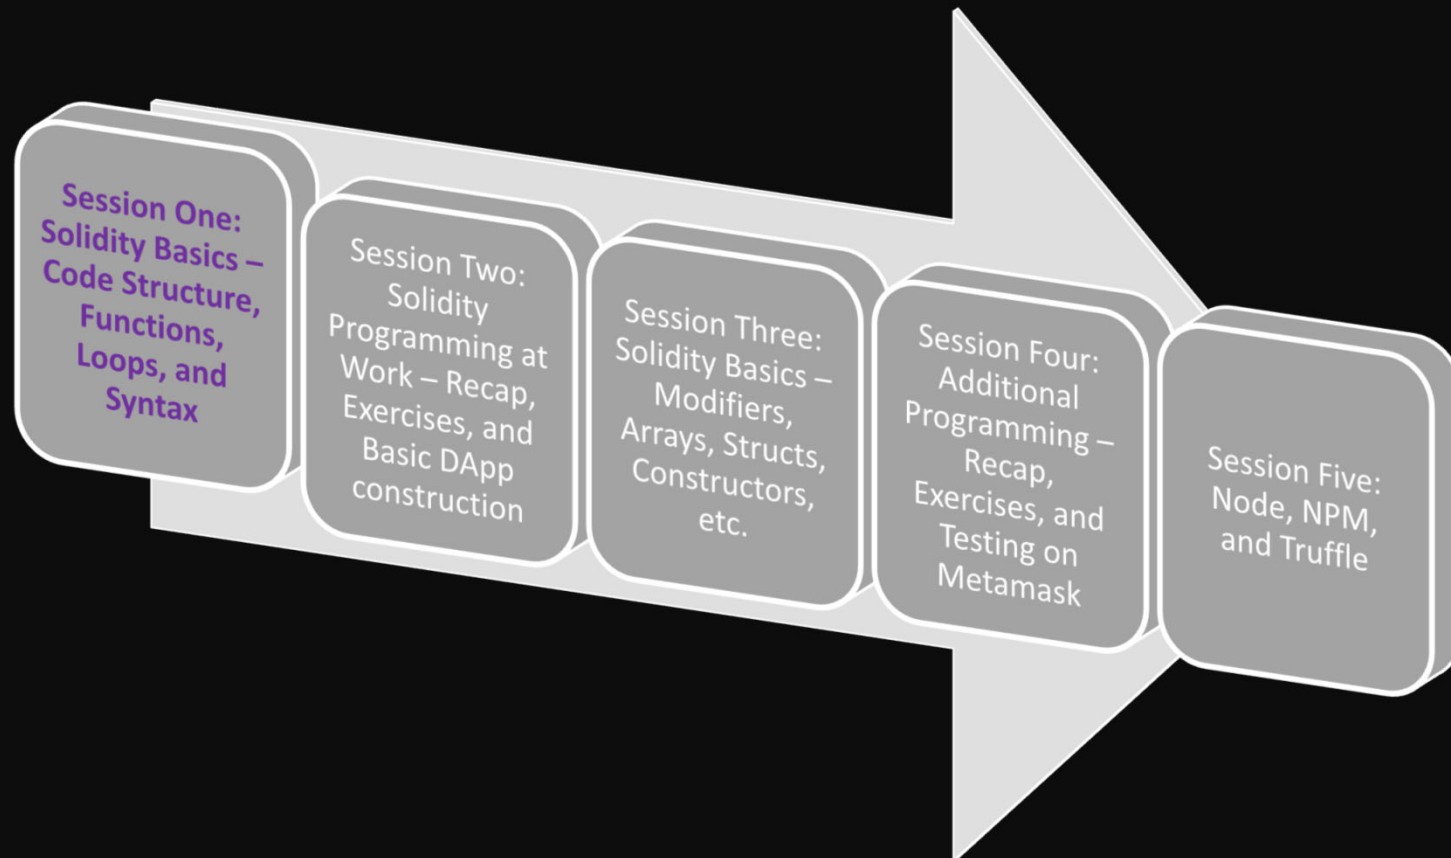 Session One:
Solidity Basics –
Code Structure,
Functions,
Loops, and
Syntax
Session Two:
Solidity
Programming at
Work – Recap,
Exercises, and
Basic DApp
construction
Session Three:
Solidity Basics –
Modifiers,
Arrays, Structs,
Constructors,
etc.
Session Four:
Additional
Programming –
Recap,
Exercises, and
Testing on
Metamask
Session Five:
Node, NPM,
and Truffle